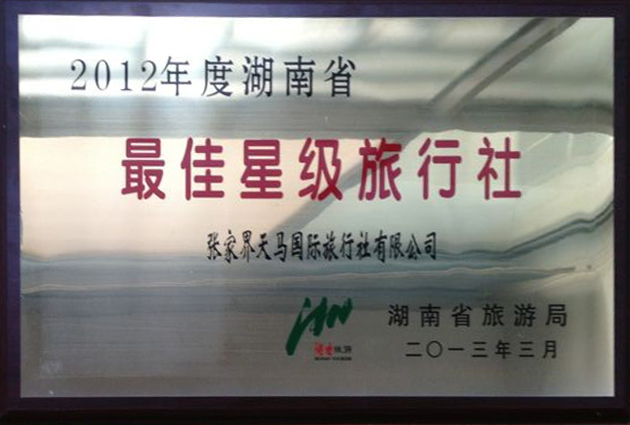 2012年度湖南省
最佳星级旅行社
张家界天马国际旅行社有限公司
湖南省旅游局
二〇一三年三月
旅游